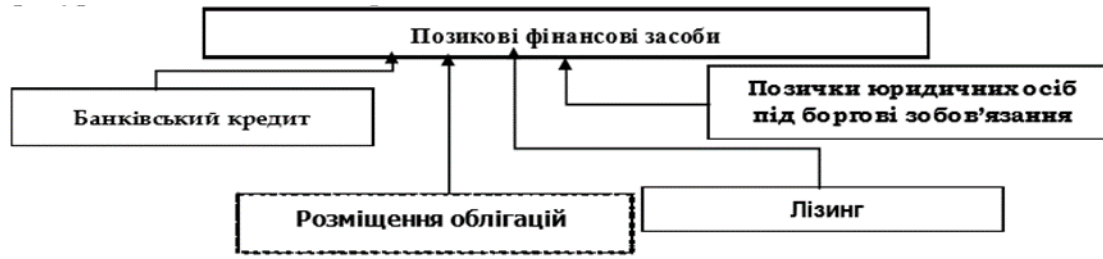 Позикові фінансові засоби
Банківський кредит
Позички юридичних осіб
під боргові зобов'язання
Розміщення облігацій
Лізинг